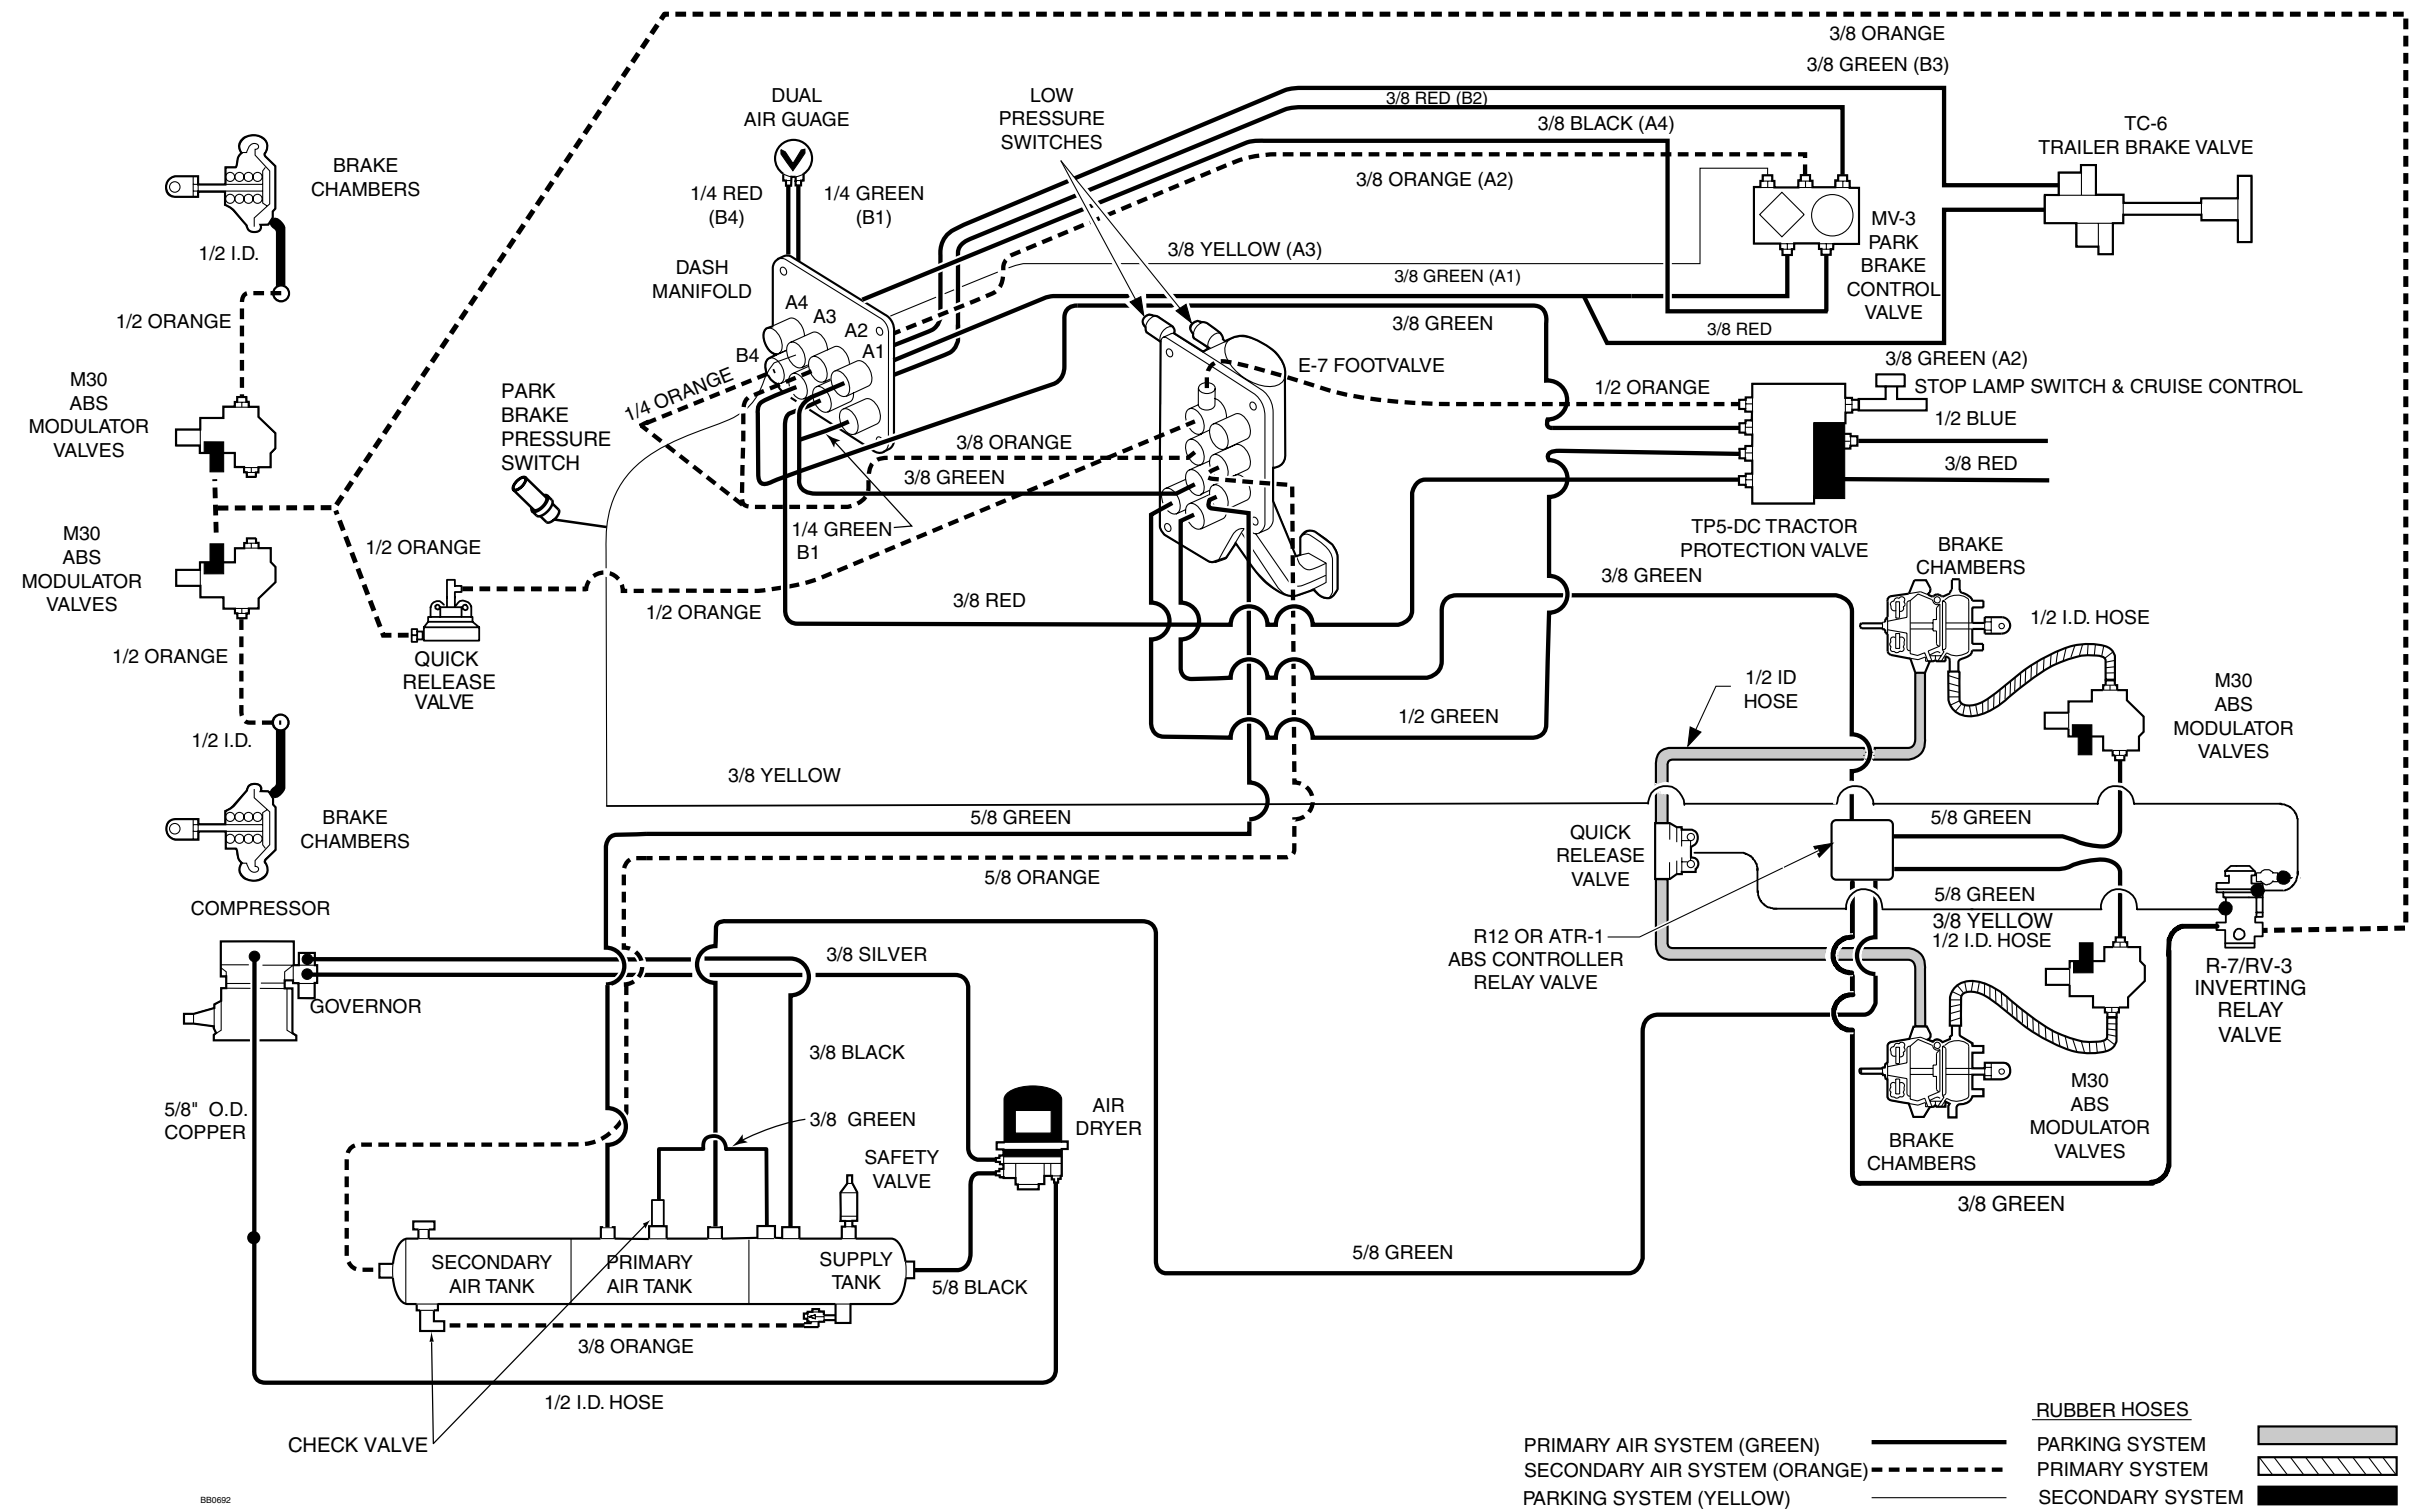 3/8 ORANGE
3/8 GREEN (B3)
DUAL
AIR GUAGE
LOW
PRESSURE
SWITCHES
3/8 RED (B2)
3/8 BLACK (A4)
TC-6
TRAILER BRAKE VALVE
BRAKE
CHAMBERS
1/4 RED
(B4)
1/4 GREEN
(B1)
3/8 ORANGE (A2)
MV-3
PARK
BRAKE
CONTROL
VALVE
1/2 I.D.
DASH
MANIFOLD
3/8 YELLOW (A3)
3/8 GREEN (A1)
1/2 ORANGE
A4
A3
A2
A1
B4
3/8 GREEN
3/8 RED
M30
ABS
MODULATOR
VALVES
PARK
BRAKE
PRESSURE
SWITCH
1/4 ORANGE
E-7 FOOTVALVE
3/8 GREEN (A2)
1/2 ORANGE
STOP LAMP SWITCH & CRUISE CONTROL
1/2 BLUE
3/8 ORANGE
3/8 GREEN
3/8 RED
M30
ABS
MODULATOR
VALVES
1/2 ORANGE
1/4 GREEN
B1
TP5-DC TRACTOR
PROTECTION VALVE
BRAKE
CHAMBERS
3/8 GREEN
1/2 ORANGE
3/8 RED
1/2 I.D. HOSE
1/2 ORANGE
QUICK
RELEASE
VALVE
1/2 ID
HOSE
M30
ABS
MODULATOR
VALVES
1/2 GREEN
1/2 I.D.
3/8 YELLOW
BRAKE
CHAMBERS
5/8 GREEN
QUICK
RELEASE
VALVE
5/8 GREEN
5/8 ORANGE
5/8 GREEN
3/8 YELLOW
1/2 I.D. HOSE
COMPRESSOR
3/8 SILVER
R12 OR ATR-1
ABS CONTROLLER
RELAY VALVE
R-7/RV-3
INVERTING
RELAY
VALVE
GOVERNOR
3/8 BLACK
5/8" O.D.
COPPER
3/8 GREEN
AIR
DRYER
M30
ABS
MODULATOR
VALVES
BRAKE
CHAMBERS
SAFETY
VALVE
3/8 GREEN
SECONDARY
AIR TANK
PRIMARY
AIR TANK
SUPPLY
TANK
5/8 BLACK
5/8 GREEN
3/8 ORANGE
1/2 I.D. HOSE
CHECK VALVE
RUBBER HOSES
PRIMARY AIR SYSTEM (GREEN)
PARKING SYSTEM
SECONDARY AIR SYSTEM (ORANGE)
PRIMARY SYSTEM
PARKING SYSTEM (YELLOW)
SECONDARY SYSTEM
BB0692